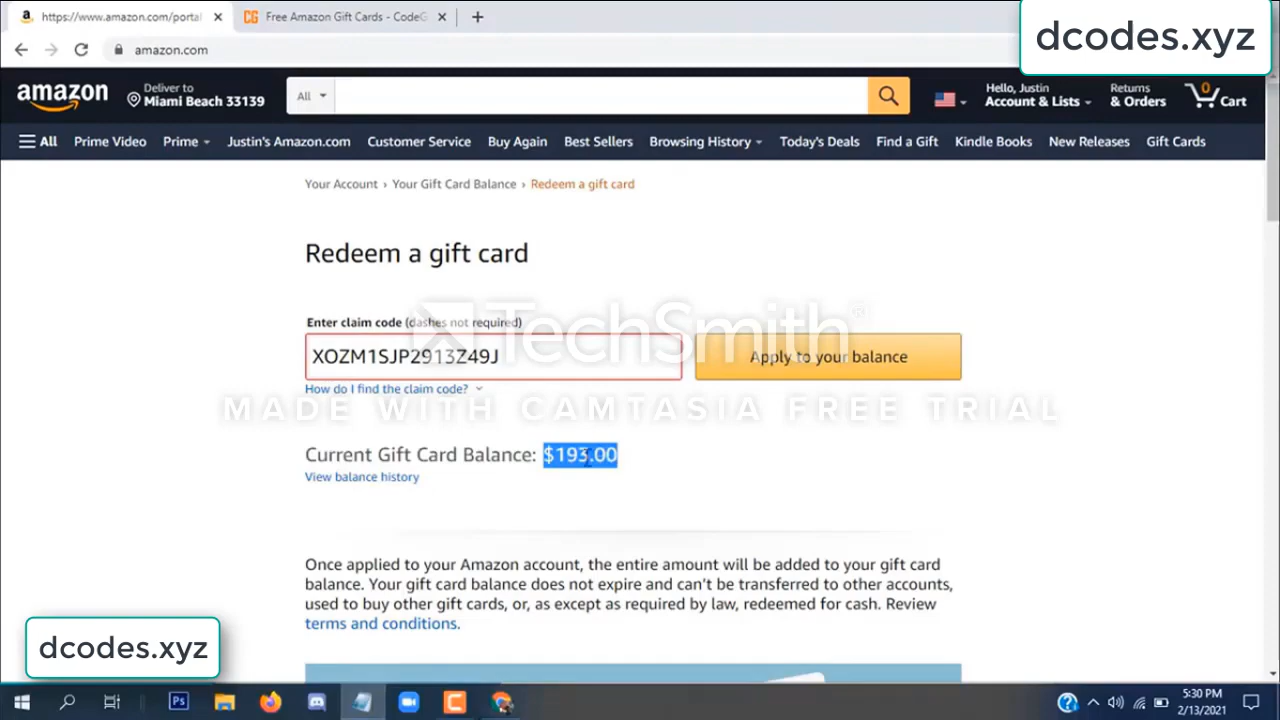 https://www.amazon.com/portal
Free Amazon Gift Cards - CodeG
dcodes.xyz
amazon.com
amazon
Deliver to
Miami Beach 33139
All
Hello, Justin
Account & Lists
Returns
& Orders
0
Cart
All
Prime Video
Prime
Justin's Amazon.com
Customer Service
Buy Again
Best Sellers
Browsing History
Today's Deals
Find a Gift
Kindle Books
New Releases
Gift Cards
Your Account › Your Gift Card Balance › Redeem a gift card
Redeem a gift card
Enter claim code (dashes not required)
TechSmith®
XOZM1SJP2913Z49J
Apply to your balance
How do I find the claim code?
MADE WITH CAMTASIA FREE TRIAL
Current Gift Card Balance: $193.00
View balance history
Once applied to your Amazon account, the entire amount will be added to your gift card
balance. Your gift card balance does not expire and can't be transferred to other accounts,
used to buy other gift cards, or, as except as required by law, redeemed for cash. Review
terms and conditions.
dcodes.xyz
Ps
5:30 PM
2/13/2021